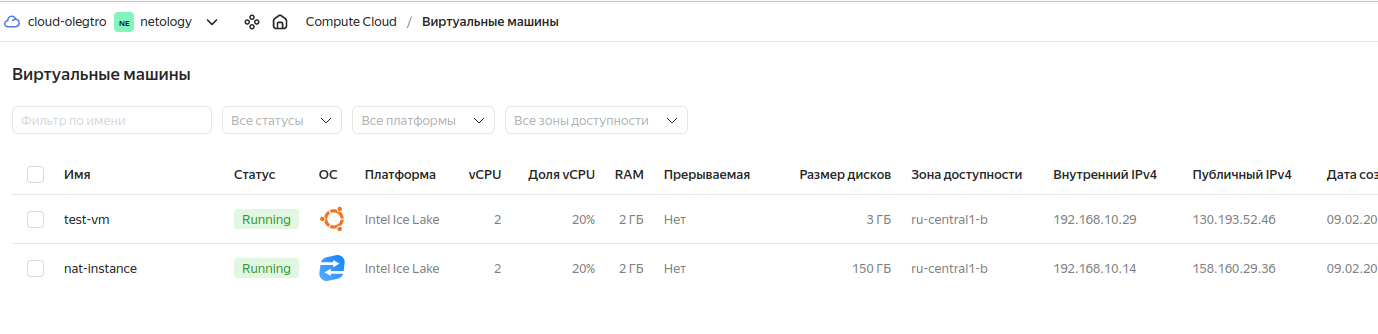 cloud-olegtro NE netology Compute Cloud / Виртуальные машины
Виртуальные машины
Фильтр по имени Все статусы Все платформы Все зоны доступности
Имя Статус ОС Платформа vCPU Доля vCPU RAM Прерываемая Размер дисков Зона доступности Внутренний IPv4 Публичный IPv4 Дата соз
test-vm Running Intel Ice Lake 2 20% 2 ГБ Нет 3 ГБ ru-central1-b 192.168.10.29 130.193.52.46 09.02.20
nat-instance Running Intel Ice Lake 2 20% 2 ГБ Нет 150 ГБ ru-central1-b 192.168.10.14 158.160.29.36 09.02.20